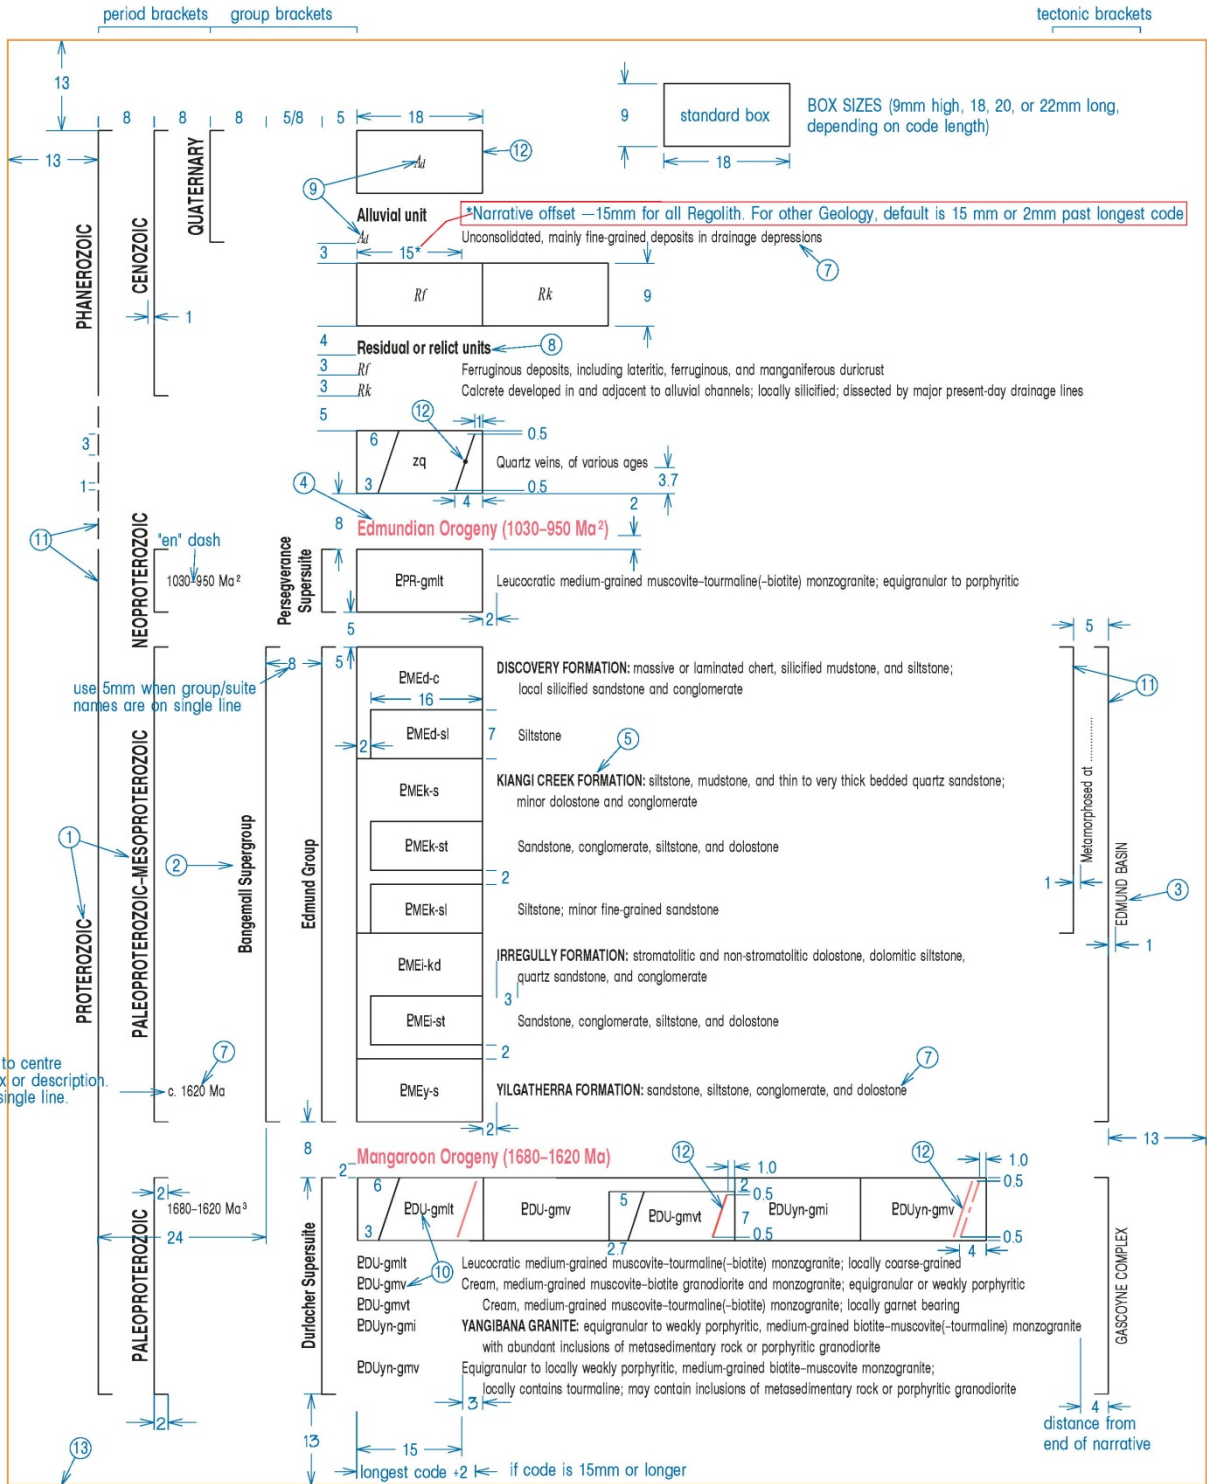 period brackets
group brackets
tectonic brackets
13
8
8
8
5/8
5
18
13
9
standard box
18
BOX SIZES (9mm high, 18, 20, or 22mm long,
depending on code length)
PHANEROZOIC
CENOZOIC
QUATERNARY
1
Ad
12
9
Alluvial unit
*Narrative offset —15mm for all Regolith. For other Geology, default is 15 mm or 2mm past longest code
Ad
Unconsolidated, mainly fine-grained deposits in drainage depressions
3
15*
7
Rf
Rk
9
4
Residual or relict units
8
3
Rf
Ferruginous deposits, including lateritic, ferruginous, and manganiferous duricrust
3
Rk
Calcrete developed in and adjacent to alluvial channels; locally silicified; dissected by major present-day drainage lines
5
12
1
3
1
6
3
zq
0.5
0.5
4
Quartz veins, of various ages
3.7
4
2
8
Edmundian Orogeny (1030–950 Ma²)
11
"en" dash
NEOPROTEROZOIC
1030–950 Ma²
Persegverance
Supersuite
ⱣPR-gmlt
Leucocratic medium-grained muscovite–tourmaline(–biotite) monzogranite; equigranular to porphyritic
2
5
5
8
5
use 5mm when group/suite
names are on single line
PROTEROZOIC
PALEOPROTEROZOIC–MESOPROTEROZOIC
Bangemall Supergroup
Edmund Group
1
2
ⱣMEd-c
DISCOVERY FORMATION: massive or laminated chert, silicified mudstone, and siltstone;
local silicified sandstone and conglomerate
16
11
ⱣMEd-sl
2
7
Siltstone
5
ⱣMEk-s
KIANGI CREEK FORMATION: siltstone, mudstone, and thin to very thick bedded quartz sandstone;
minor dolostone and conglomerate
ⱣMEk-st
Sandstone, conglomerate, siltstone, and dolostone
2
ⱣMEk-sl
Siltstone; minor fine-grained sandstone
Metamorphosed at ...............
1
EDMUND BASIN
3
1
ⱣMEi-kd
IRREGULLY FORMATION: stromatolitic and non-stromatolitic dolostone, dolomitic siltstone,
quartz sandstone, and conglomerate
3
ⱣMEi-st
Sandstone, conglomerate, siltstone, and dolostone
2
to centre
x or description.
single line.
7
c. 1620 Ma
ⱣMEy-s
YILGATHERRA FORMATION: sandstone, siltstone, conglomerate, and dolostone
7
2
13
8
2
Mangaroon Orogeny (1680–1620 Ma)
12
1.0
12
1.0
PALEOPROTEROZOIC
2
1680–1620 Ma³
24
Durlacher Supersuite
6
3
ⱣDU-gmlt
ⱣDU-gmv
5
2.7
ⱣDU-gmvt
2
0.5
7
0.5
ⱣDUyn-gmi
ⱣDUyn-gmv
0.5
0.5
4
10
ⱣDU-gmlt
Leucocratic medium-grained muscovite–tourmaline(–biotite) monzogranite; locally coarse-grained
ⱣDU-gmv
Cream, medium-grained muscovite–biotite granodiorite and monzogranite; equigranular or weakly porphyritic
ⱣDU-gmvt
Cream, medium-grained muscovite–tourmaline(–biotite) monzogranite; locally garnet bearing
ⱣDUyn-gmi
YANGIBANA GRANITE: equigranular to weakly porphyritic, medium-grained biotite–muscovite(–tourmaline) monzogranite
with abundant inclusions of metasedimentary rock or porphyritic granodiorite
ⱣDUyn-gmv
Equigranular to locally weakly porphyritic, medium-grained biotite–muscovite monzogranite;
locally contains tourmaline; may contain inclusions of metasedimentary rock or porphyritic granodiorite
GASCOYNE COMPLEX
3
4
distance from
end of narrative
2
13
13
15
longest code +2
if code is 15mm or longer